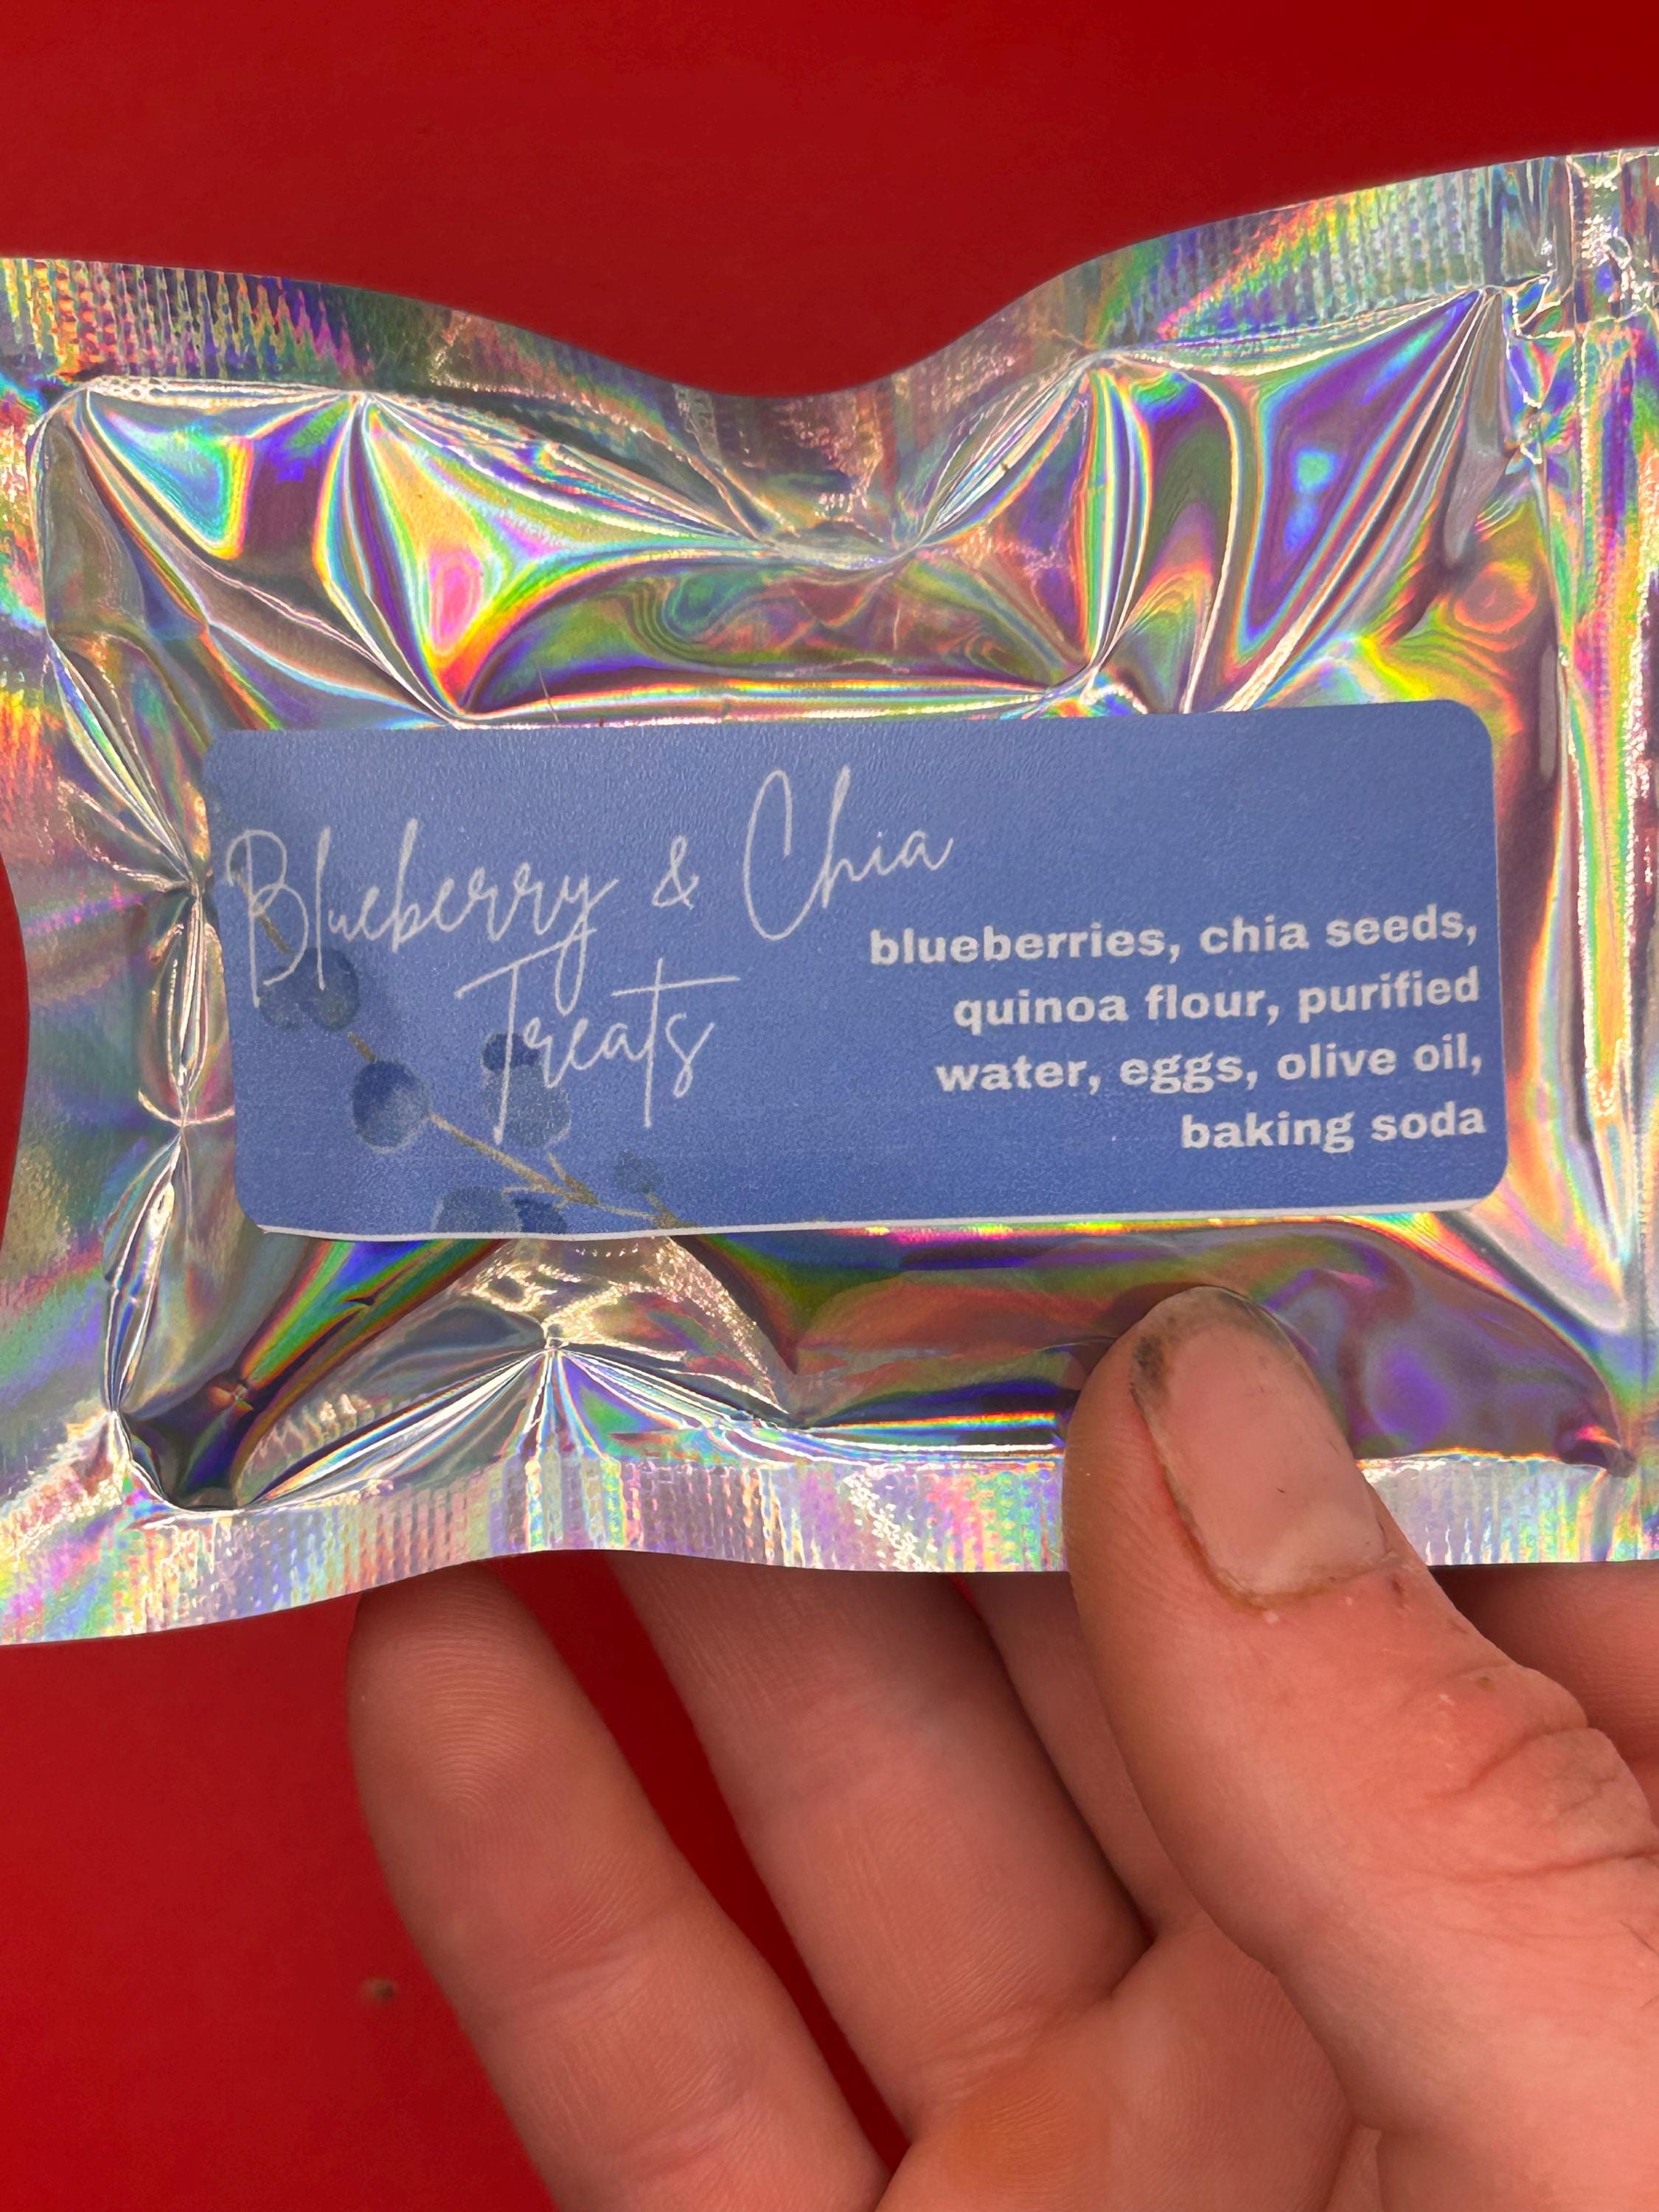 Blueberry & Chia
Treats
blueberries, chia seeds,
quinoa flour, purified
water, eggs, olive oil,
baking soda